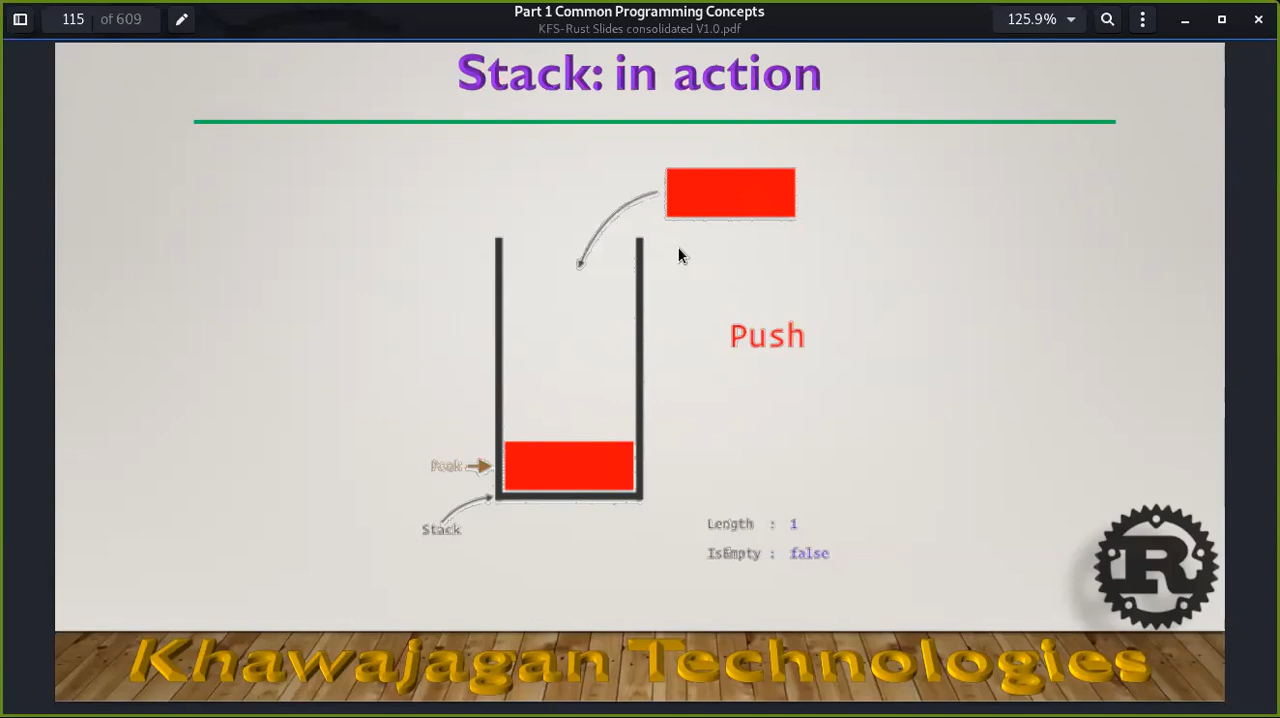 115 of 609
Part 1 Common Programming Concepts
KFS-Rust Slides consolidated V1.0.pdf
125.9%
Stack: in action
Push
Peek
Stack
Length : 1
IsEmpty : false
R
Khawajagan Technologies